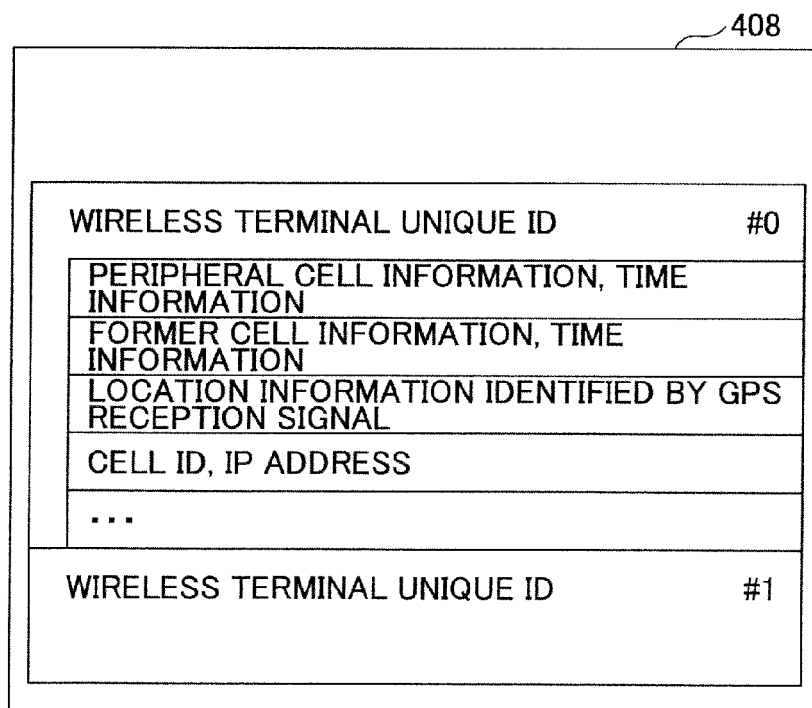 408
WIRELESS TERMINAL UNIQUE ID #0
PERIPHERAL CELL INFORMATION, TIME
INFORMATION
FORMER CELL INFORMATION, TIME
INFORMATION
LOCATION INFORMATION IDENTIFIED BY GPS
RECEPTION SIGNAL
CELL ID, IP ADDRESS
...
WIRELESS TERMINAL UNIQUE ID #1